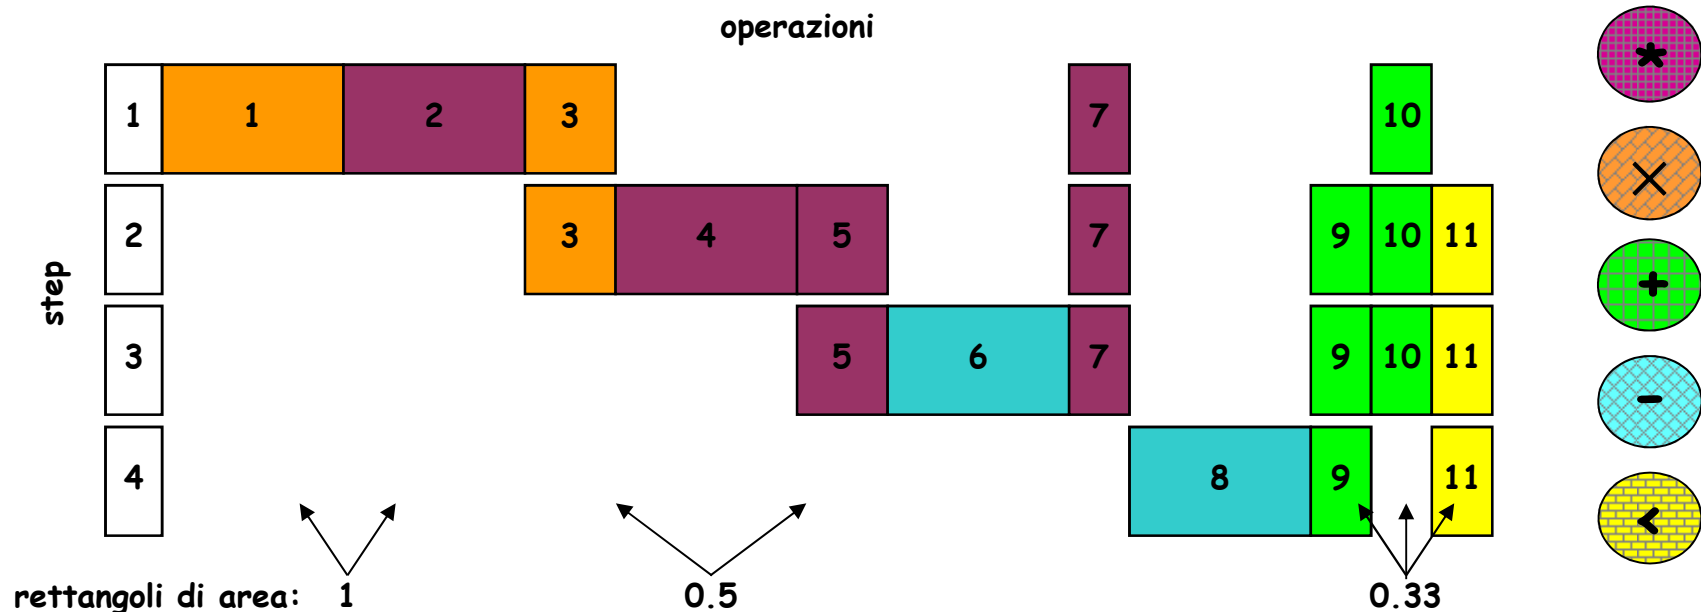 operazioni
*
1 1 2 3 7 10
×
2 3 4 5 7 9 10 11
+
step
3 5 6 7 9 10 11
-
4 8 9 11
<
rettangoli di area: 1 0.5 0.33